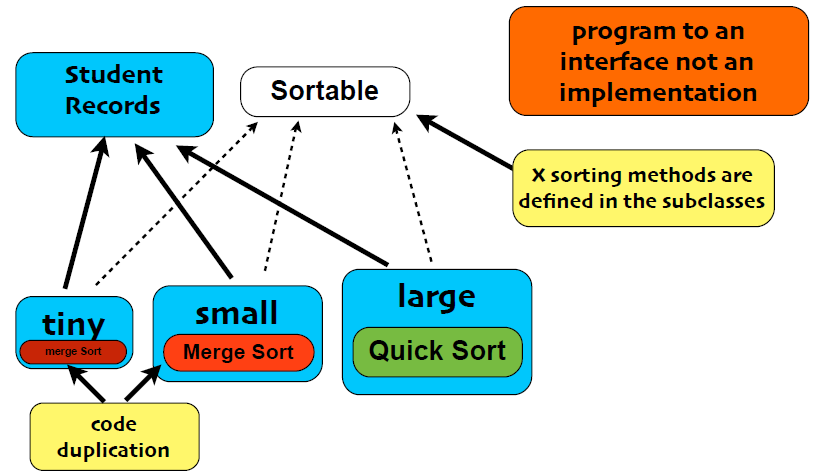 program to an
interface not an
implementation
Student
Records
Sortable
X sorting methods are
defined in the subclasses
tiny
merge Sort
small
Merge Sort
large
Quick Sort
code
duplication